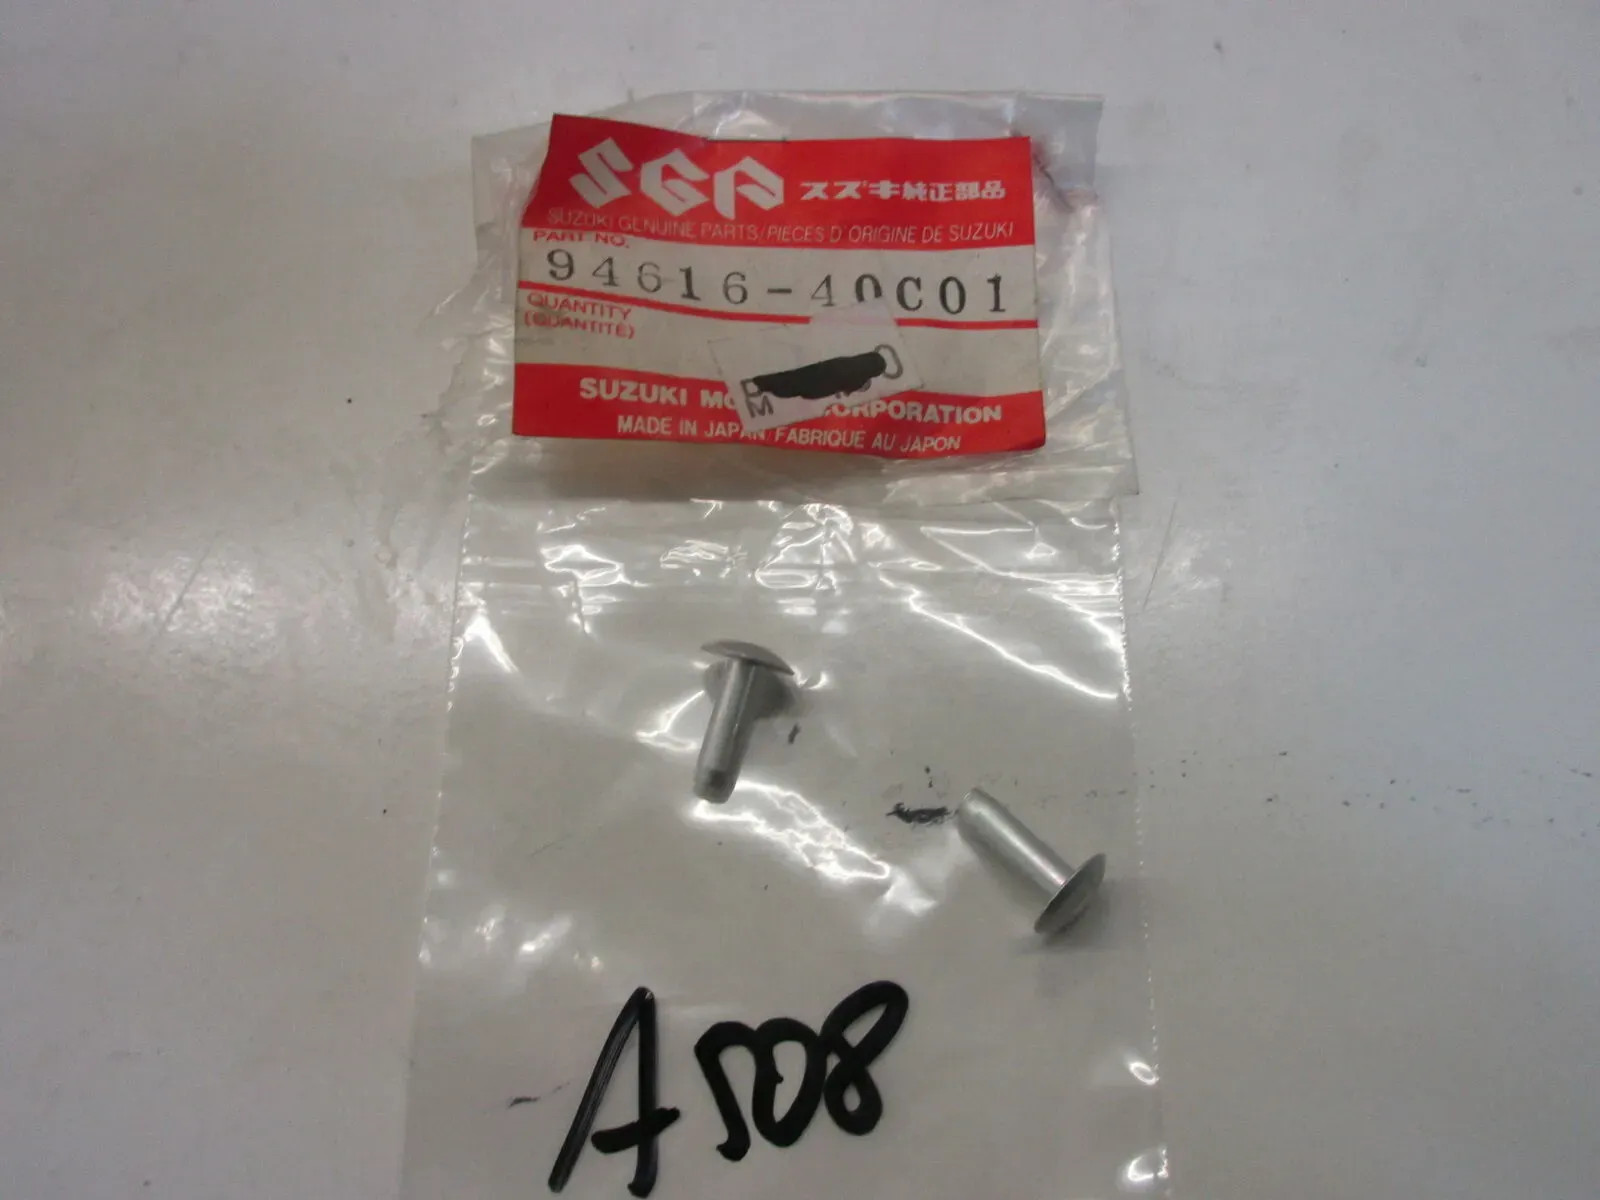 SGP スズキ純正部品
SUZUKI GENUINE PARTS/PIECES D'ORIGINE DE SUZUKI
PART NO.
94616-40C01
QUANTITY
(QUANTITÉ)
SUZUKI CORPORATION
MADE IN JAPAN/FABRIQUE AU JAPON
A508